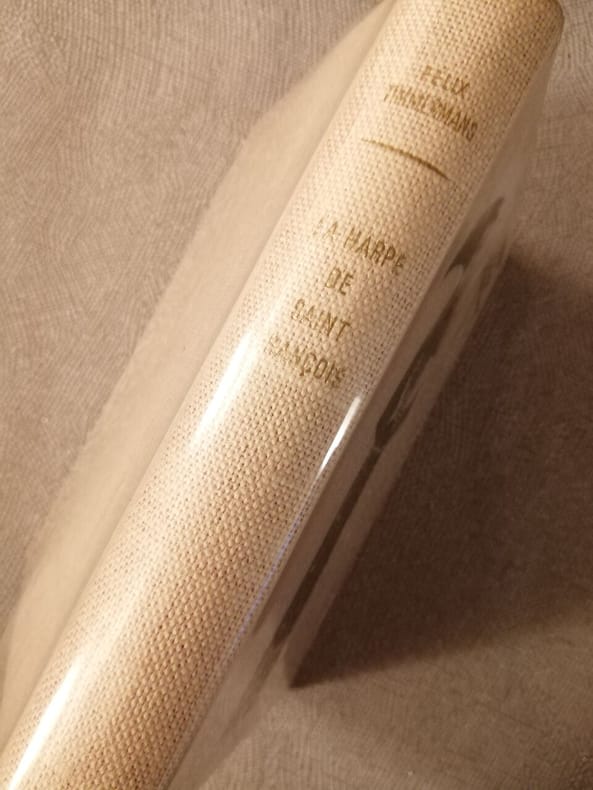 FELIX
TIMMERMANS
LA HARPE
DE
SAINT
FRANÇOIS